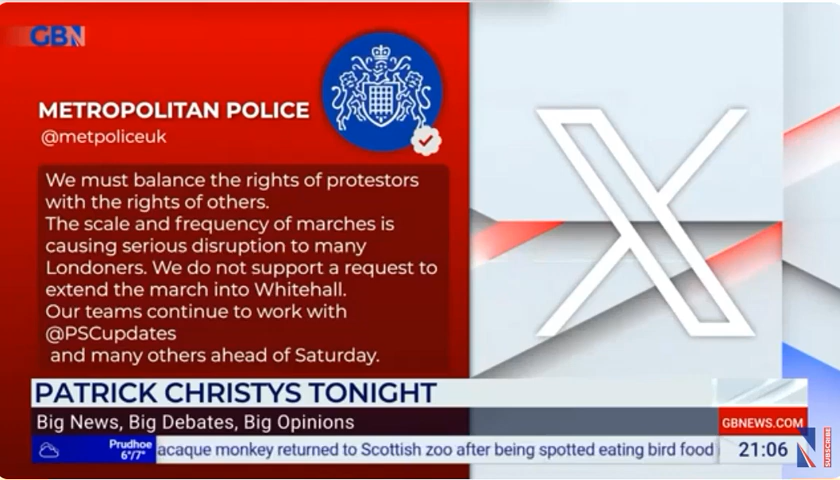 GBN
METROPOLITAN POLICE
@metpoliceuk
We must balance the rights of protestors
with the rights of others.
The scale and frequency of marches is
causing serious disruption to many
Londoners. We do not support a request to
extend the march into Whitehall.
Our teams continue to work with
@PSCupdates
and many others ahead of Saturday.
PATRICK CHRISTYS TONIGHT
Big News, Big Debates, Big Opinions
GBNEWS.COM
Prudhoe
6°/7°
acaque monkey returned to Scottish zoo after being spotted eating bird food
21:06
SUBSCRIBE